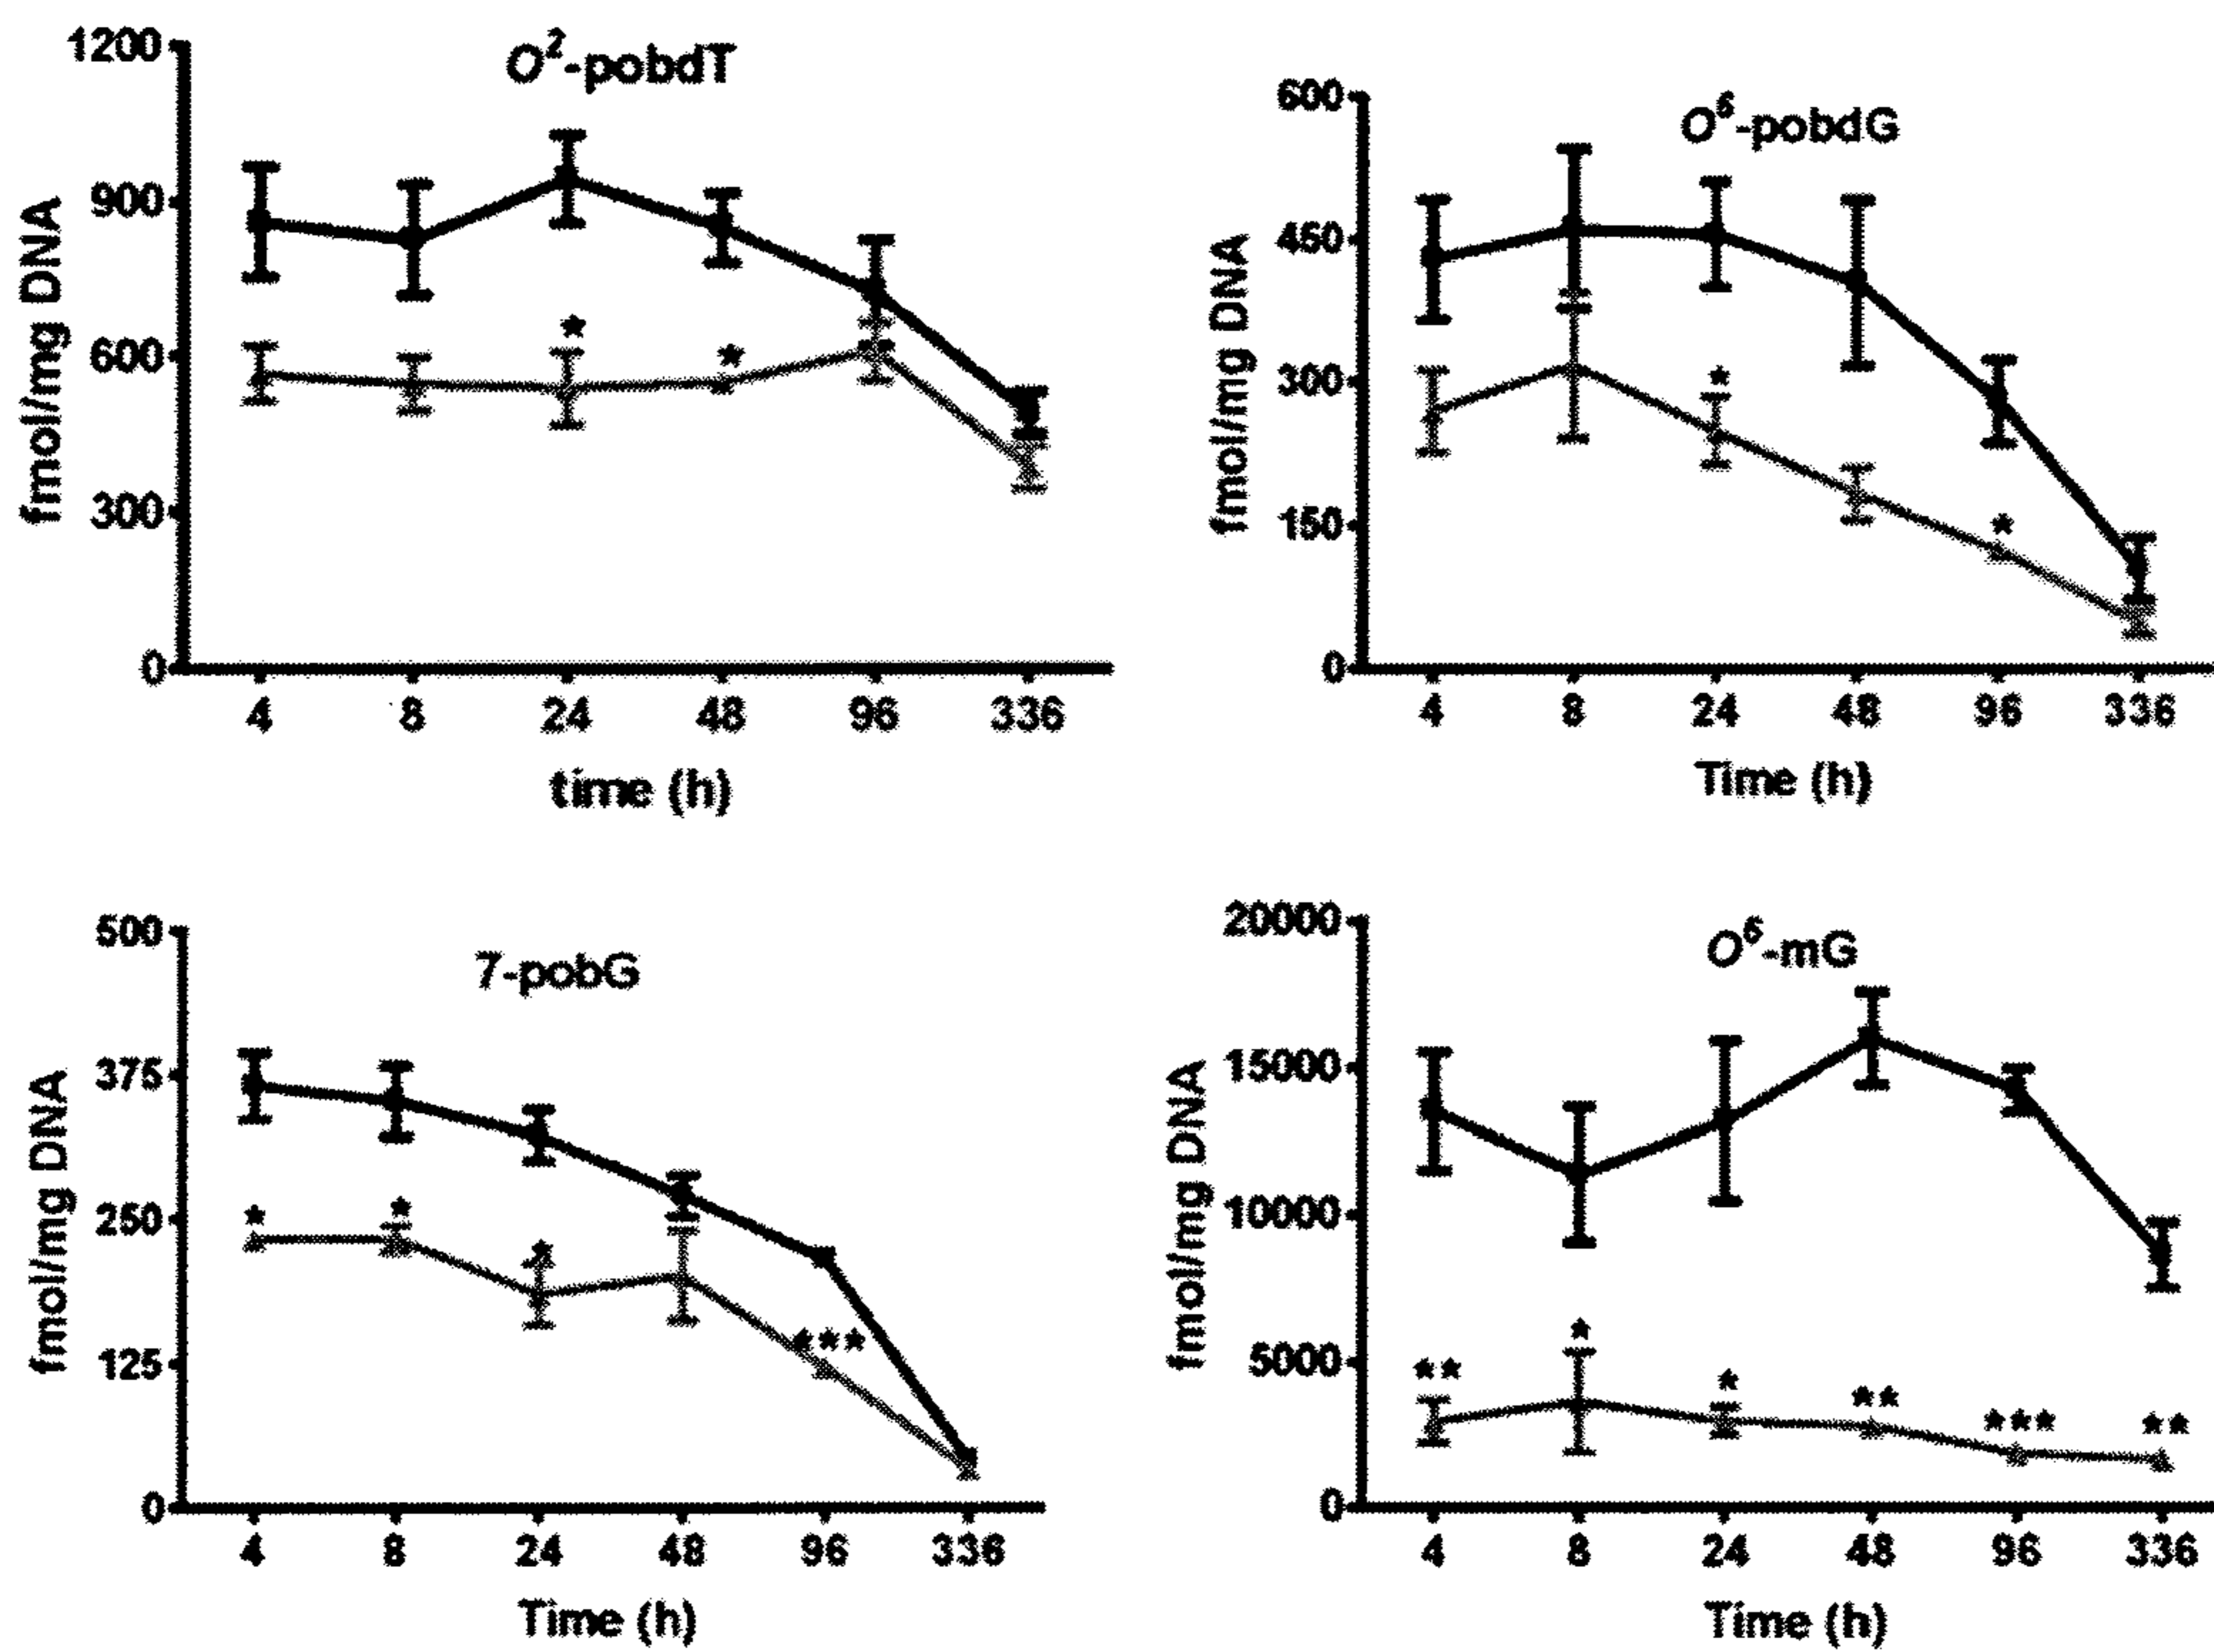 O²-pobdT
fmol/mg DNA
1200
900
600
300
0
*
*
4 8 24 48 96 336
time (h)
O⁶-pobdG
fmol/mg DNA
600
450
300
150
0
*
*
4 8 24 48 96 336
Time (h)
7-pobG
fmol/mg DNA
500
375
250
125
0
* * * ***
4 8 24 48 96 336
Time (h)
O⁶-mG
fmol/mg DNA
20000
15000
10000
5000
0
** * * ** *** **
4 8 24 48 96 336
Time (h)